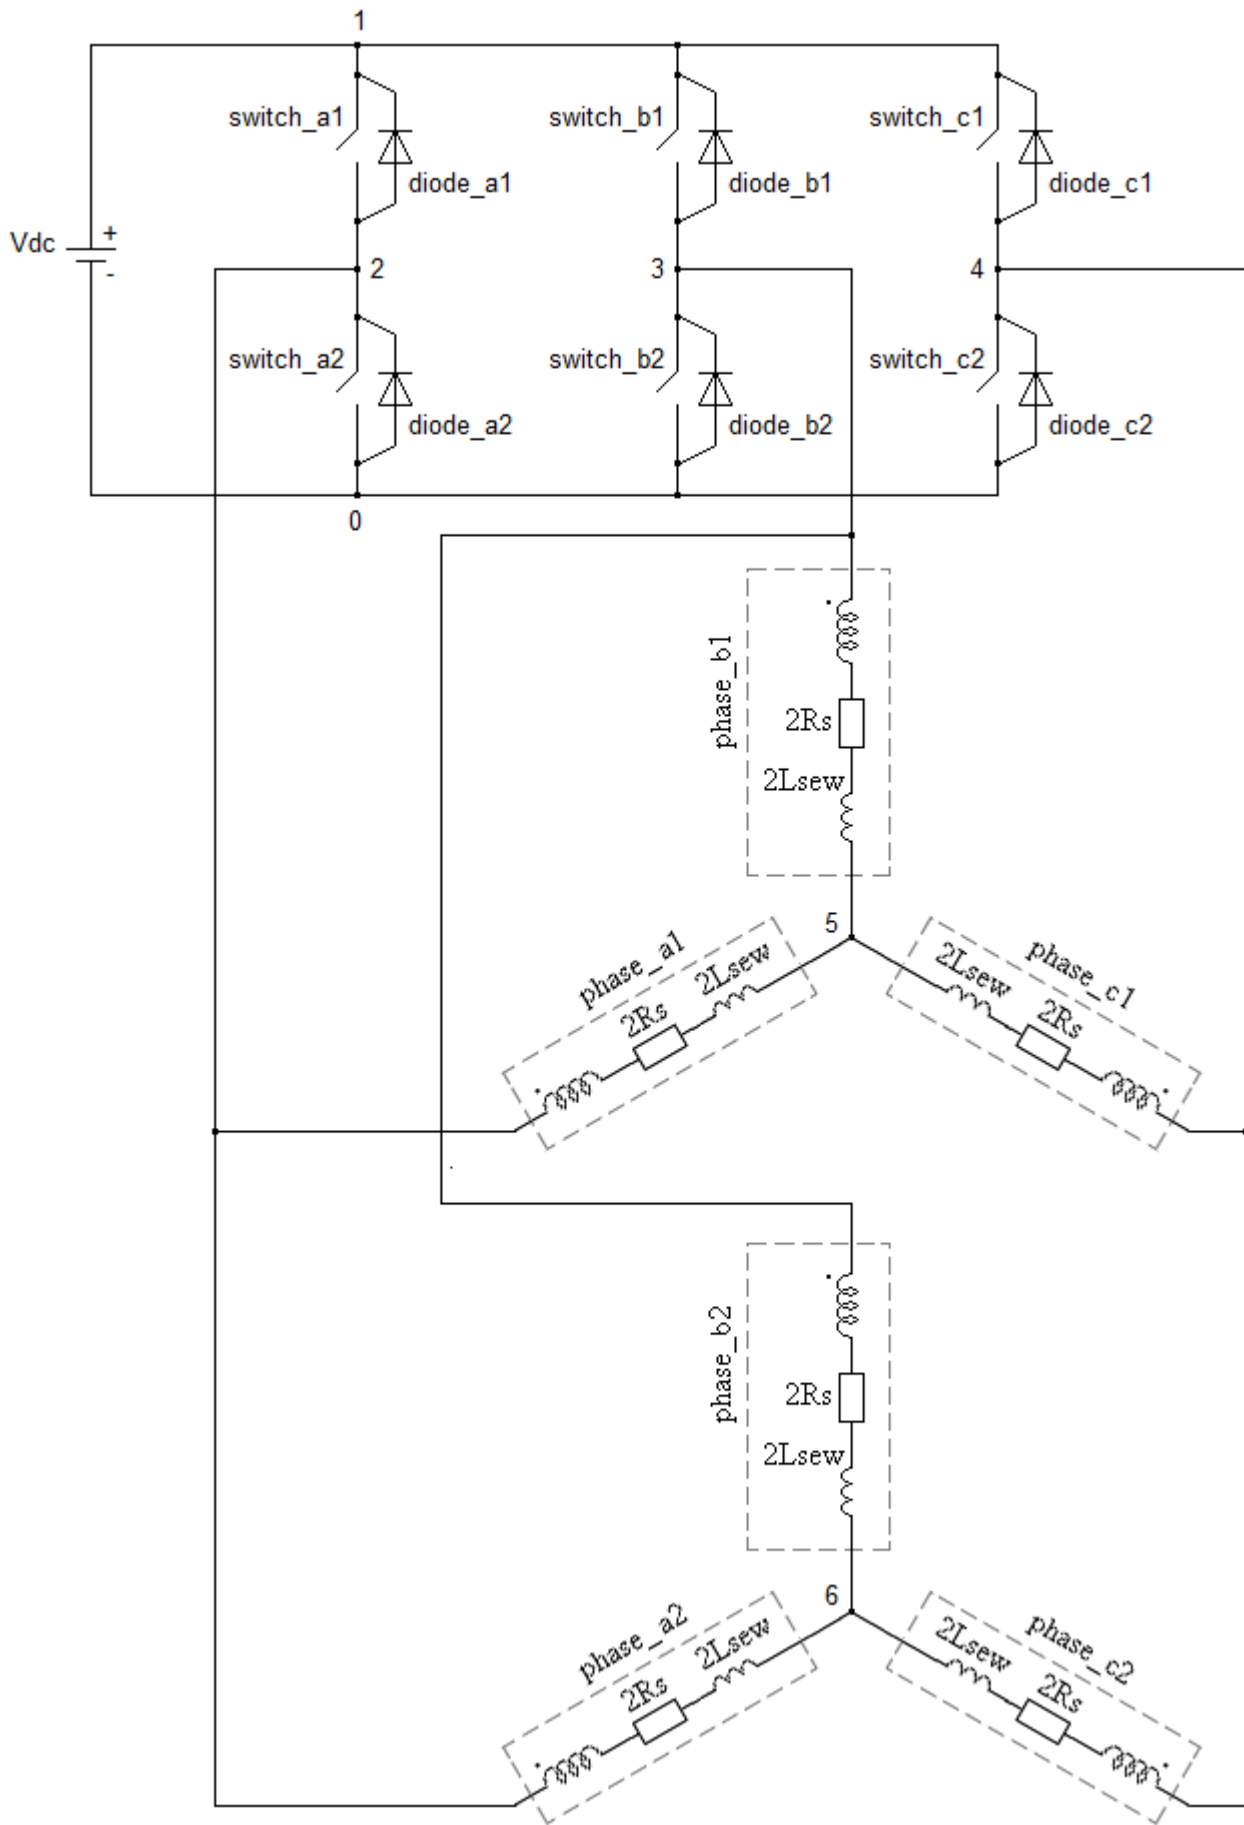 1
switch_a1
switch_b1
switch_c1
diode_a1
diode_b1
diode_c1
Vdc
+
-
2
3
4
switch_a2
switch_b2
switch_c2
diode_a2
diode_b2
diode_c2
0
phase_b1
2Rs
2Lsew
5
phase_a1
2Rs
2Lsew
2Lsew
2Rs
phase_c1
phase_b2
2Rs
2Lsew
6
phase_a2
2Rs
2Lsew
2Lsew
2Rs
phase_c2